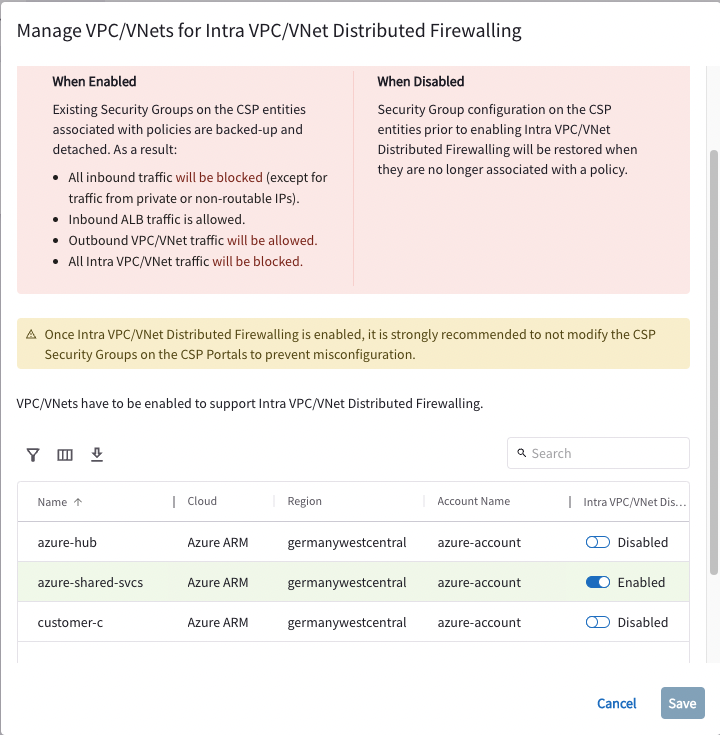 Manage VPC/VNets for Intra VPC/VNet Distributed Firewalling
When Enabled
Existing Security Groups on the CSP entities
associated with policies are backed-up and
detached. As a result:
• All inbound traffic will be blocked (except for
traffic from private or non-routable IPs).
• Inbound ALB traffic is allowed.
• Outbound VPC/VNet traffic will be allowed.
• All Intra VPC/VNet traffic will be blocked.
When Disabled
Security Group configuration on the CSP
entities prior to enabling Intra VPC/VNet
Distributed Firewalling will be restored when
they are no longer associated with a policy.
Once Intra VPC/VNet Distributed Firewalling is enabled, it is strongly recommended to not modify the CSP
Security Groups on the CSP Portals to prevent misconfiguration.
VPC/VNets have to be enabled to support Intra VPC/VNet Distributed Firewalling.
Search
Name Cloud Region Account Name Intra VPC/VNet Dis...
azure-hub Azure ARM germanywestcentral azure-account Disabled
azure-shared-svcs Azure ARM germanywestcentral azure-account Enabled
customer-c Azure ARM germanywestcentral azure-account Disabled
Cancel Save